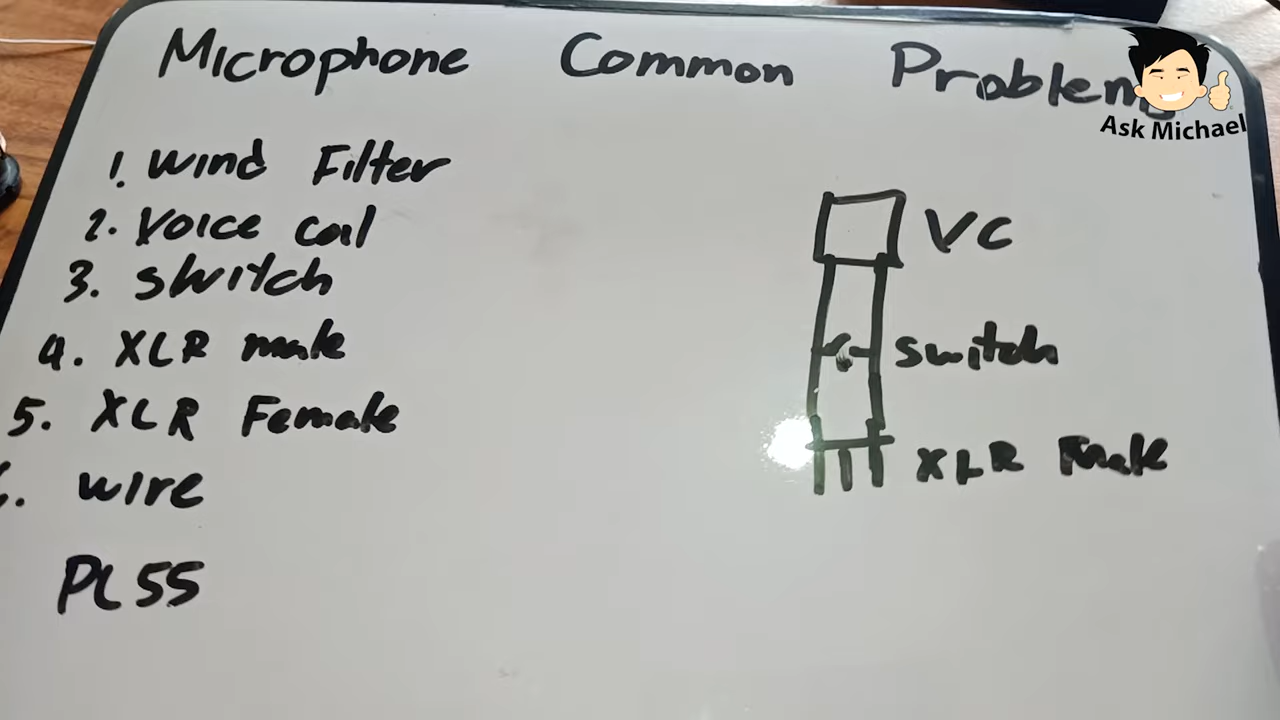 Microphone Common Problem
Ask Michael
1. Wind Filter
2. Voice coil
3. switch
4. XLR male
5. XLR Female
wire
PL55
VC
switch
XLR male